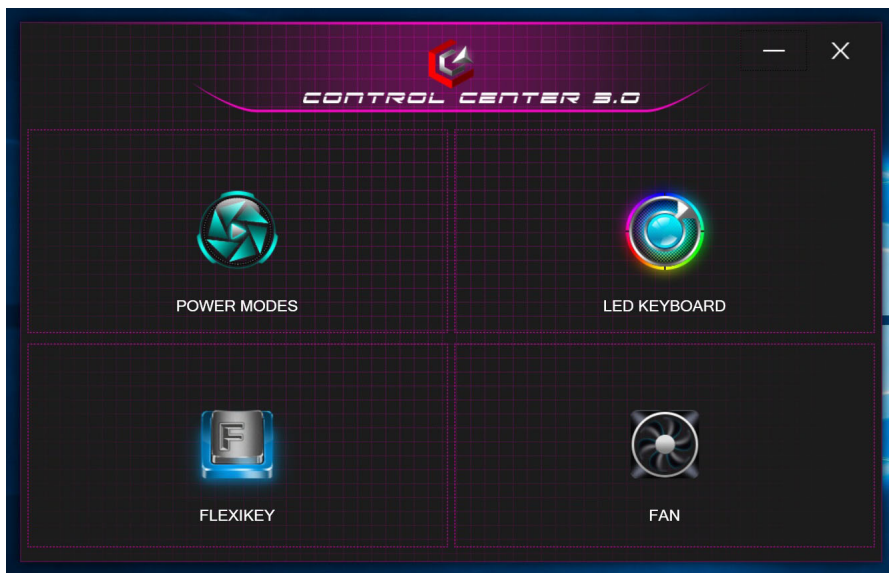 CONTROL CENTER 3.0
POWER MODES
LED KEYBOARD
F
FLEXIKEY
FAN